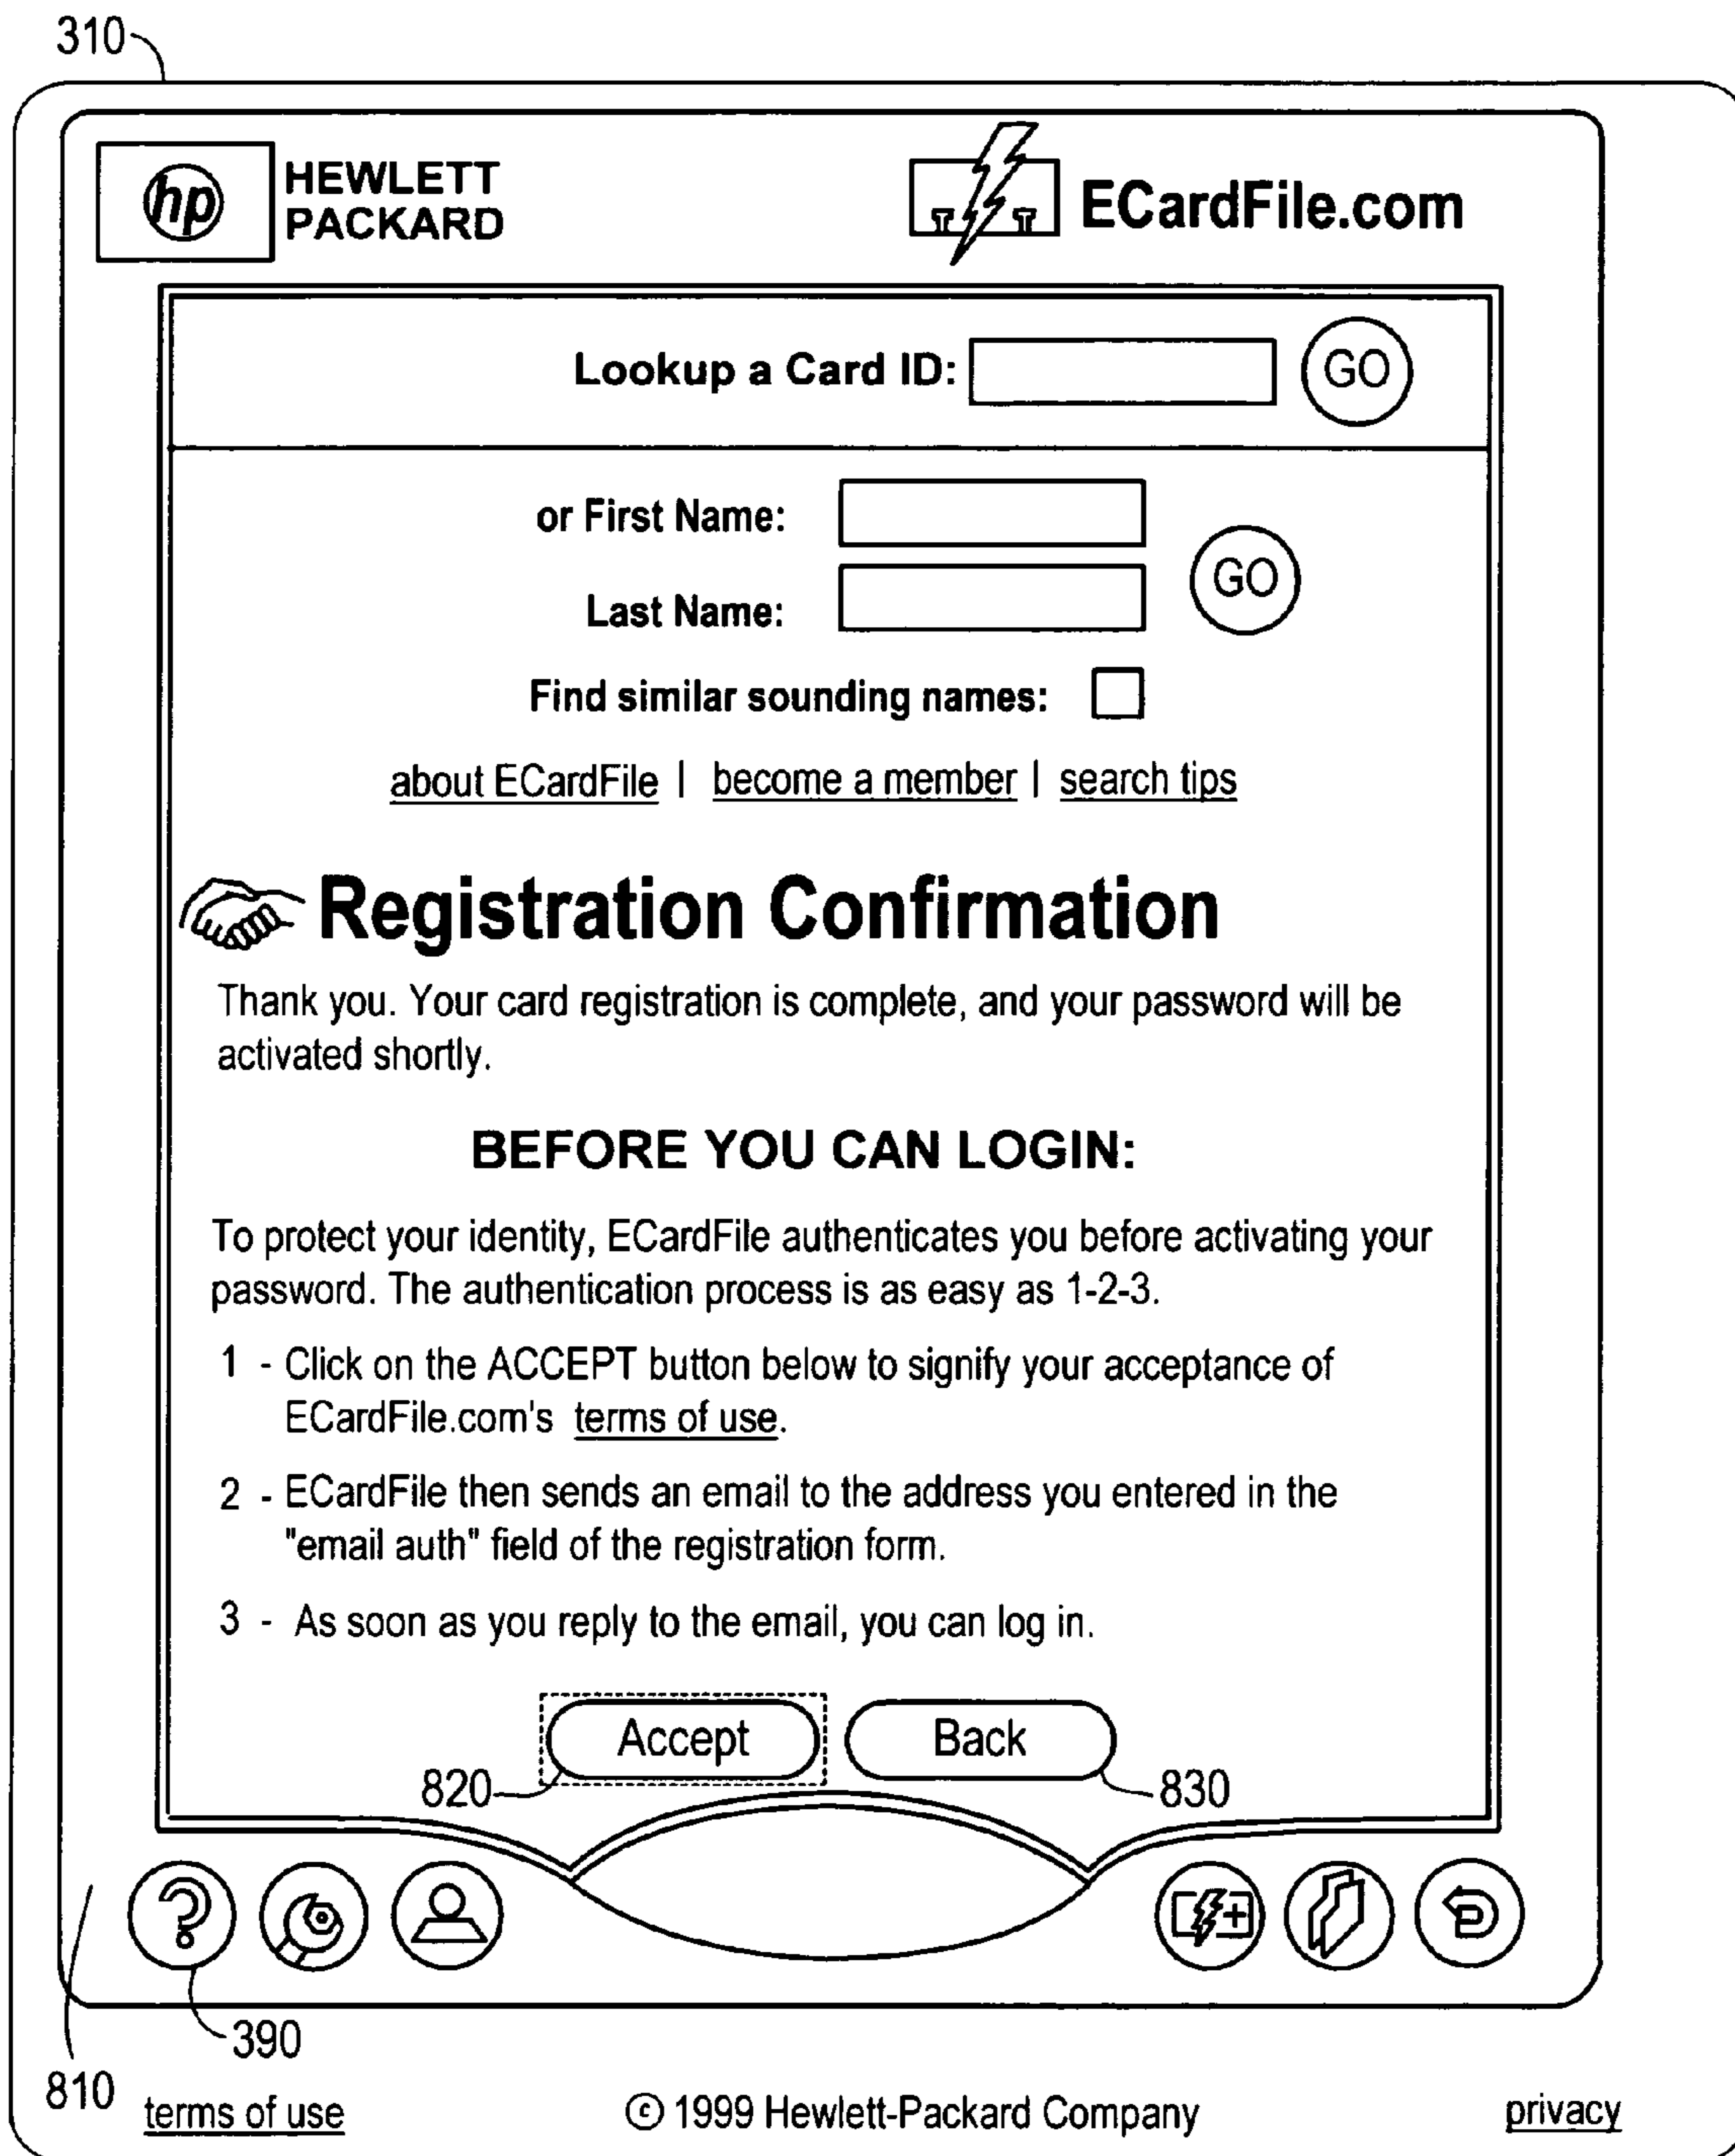 310
hp HEWLETT
PACKARD
ECardFile.com
Lookup a Card ID: GO
or First Name:
GO
Last Name:
Find similar sounding names:
about ECardFile | become a member | search tips
Registration Confirmation
Thank you. Your card registration is complete, and your password will be
activated shortly.
BEFORE YOU CAN LOGIN:
To protect your identity, ECardFile authenticates you before activating your
password. The authentication process is as easy as 1-2-3.
1 - Click on the ACCEPT button below to signify your acceptance of
ECardFile.com's terms of use.
2 - ECardFile then sends an email to the address you entered in the
"email auth" field of the registration form.
3 - As soon as you reply to the email, you can log in.
Accept Back
820 830
?
390
810
terms of use © 1999 Hewlett-Packard Company privacy